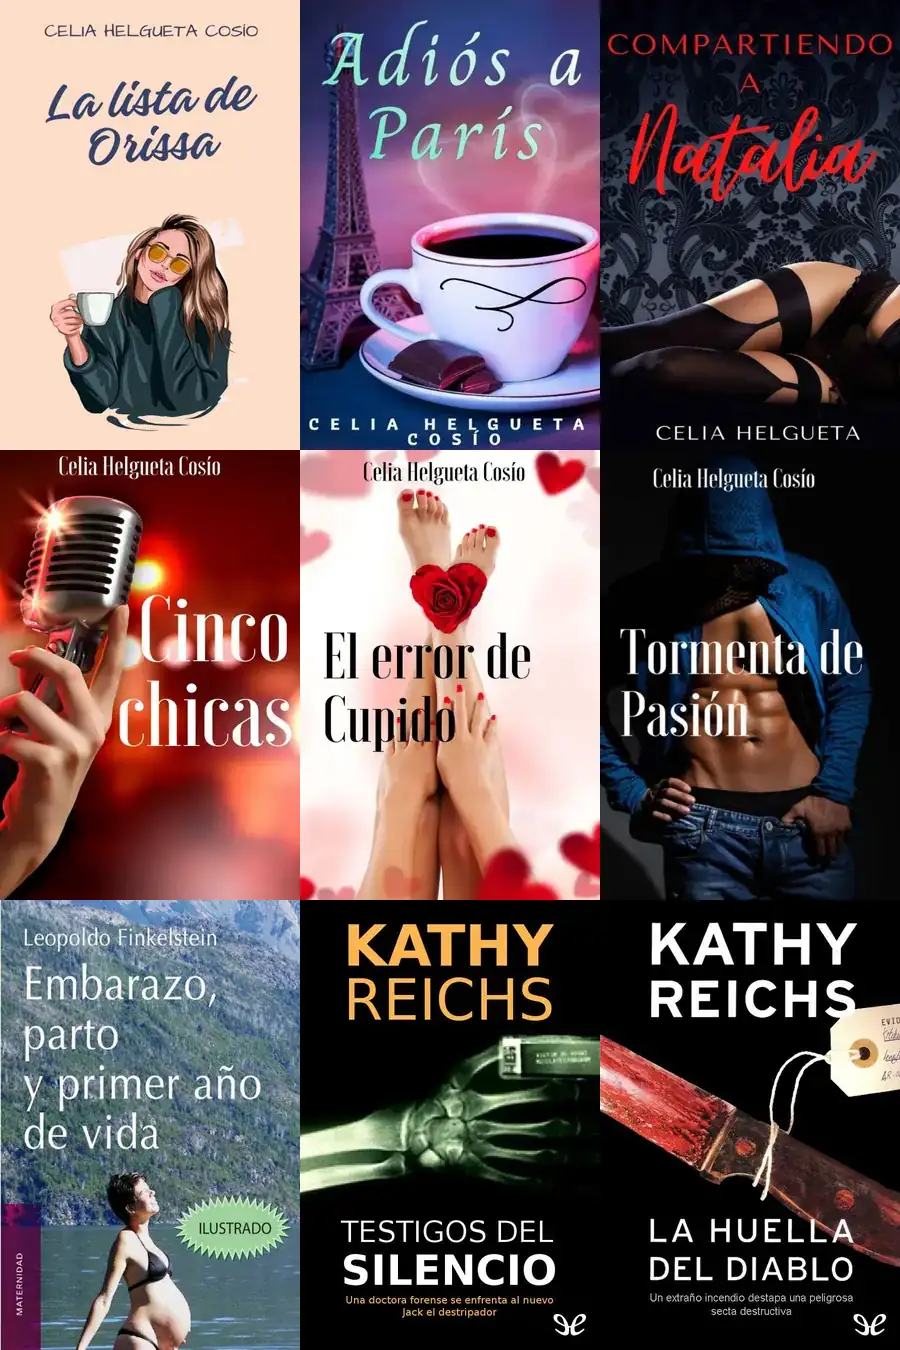 CELIA HELGUETA COSÍO
La lista de
Orissa
Adiós a
París
CELIA HELGUETA
COSÍO
COMPARTIENDO
A
Natalia
CELIA HELGUETA
Celia Helgueta Cosío
Cinco
chicas
Celia Helgueta Cosío
El error de
Cupido
Celia Helgueta Cosío
Tormenta de
Pasión
Leopoldo Finkelstein
Embarazo,
parto
y primer año
de vida
ILUSTRADO
MATERNIDAD
KATHY
REICHS
TESTIGOS DEL
SILENCIO
Una doctora forense se enfrenta al nuevo
Jack el destripador
KATHY
REICHS
LA HUELLA
DEL DIABLO
Un extraño incendio destapa una peligrosa
secta destructiva